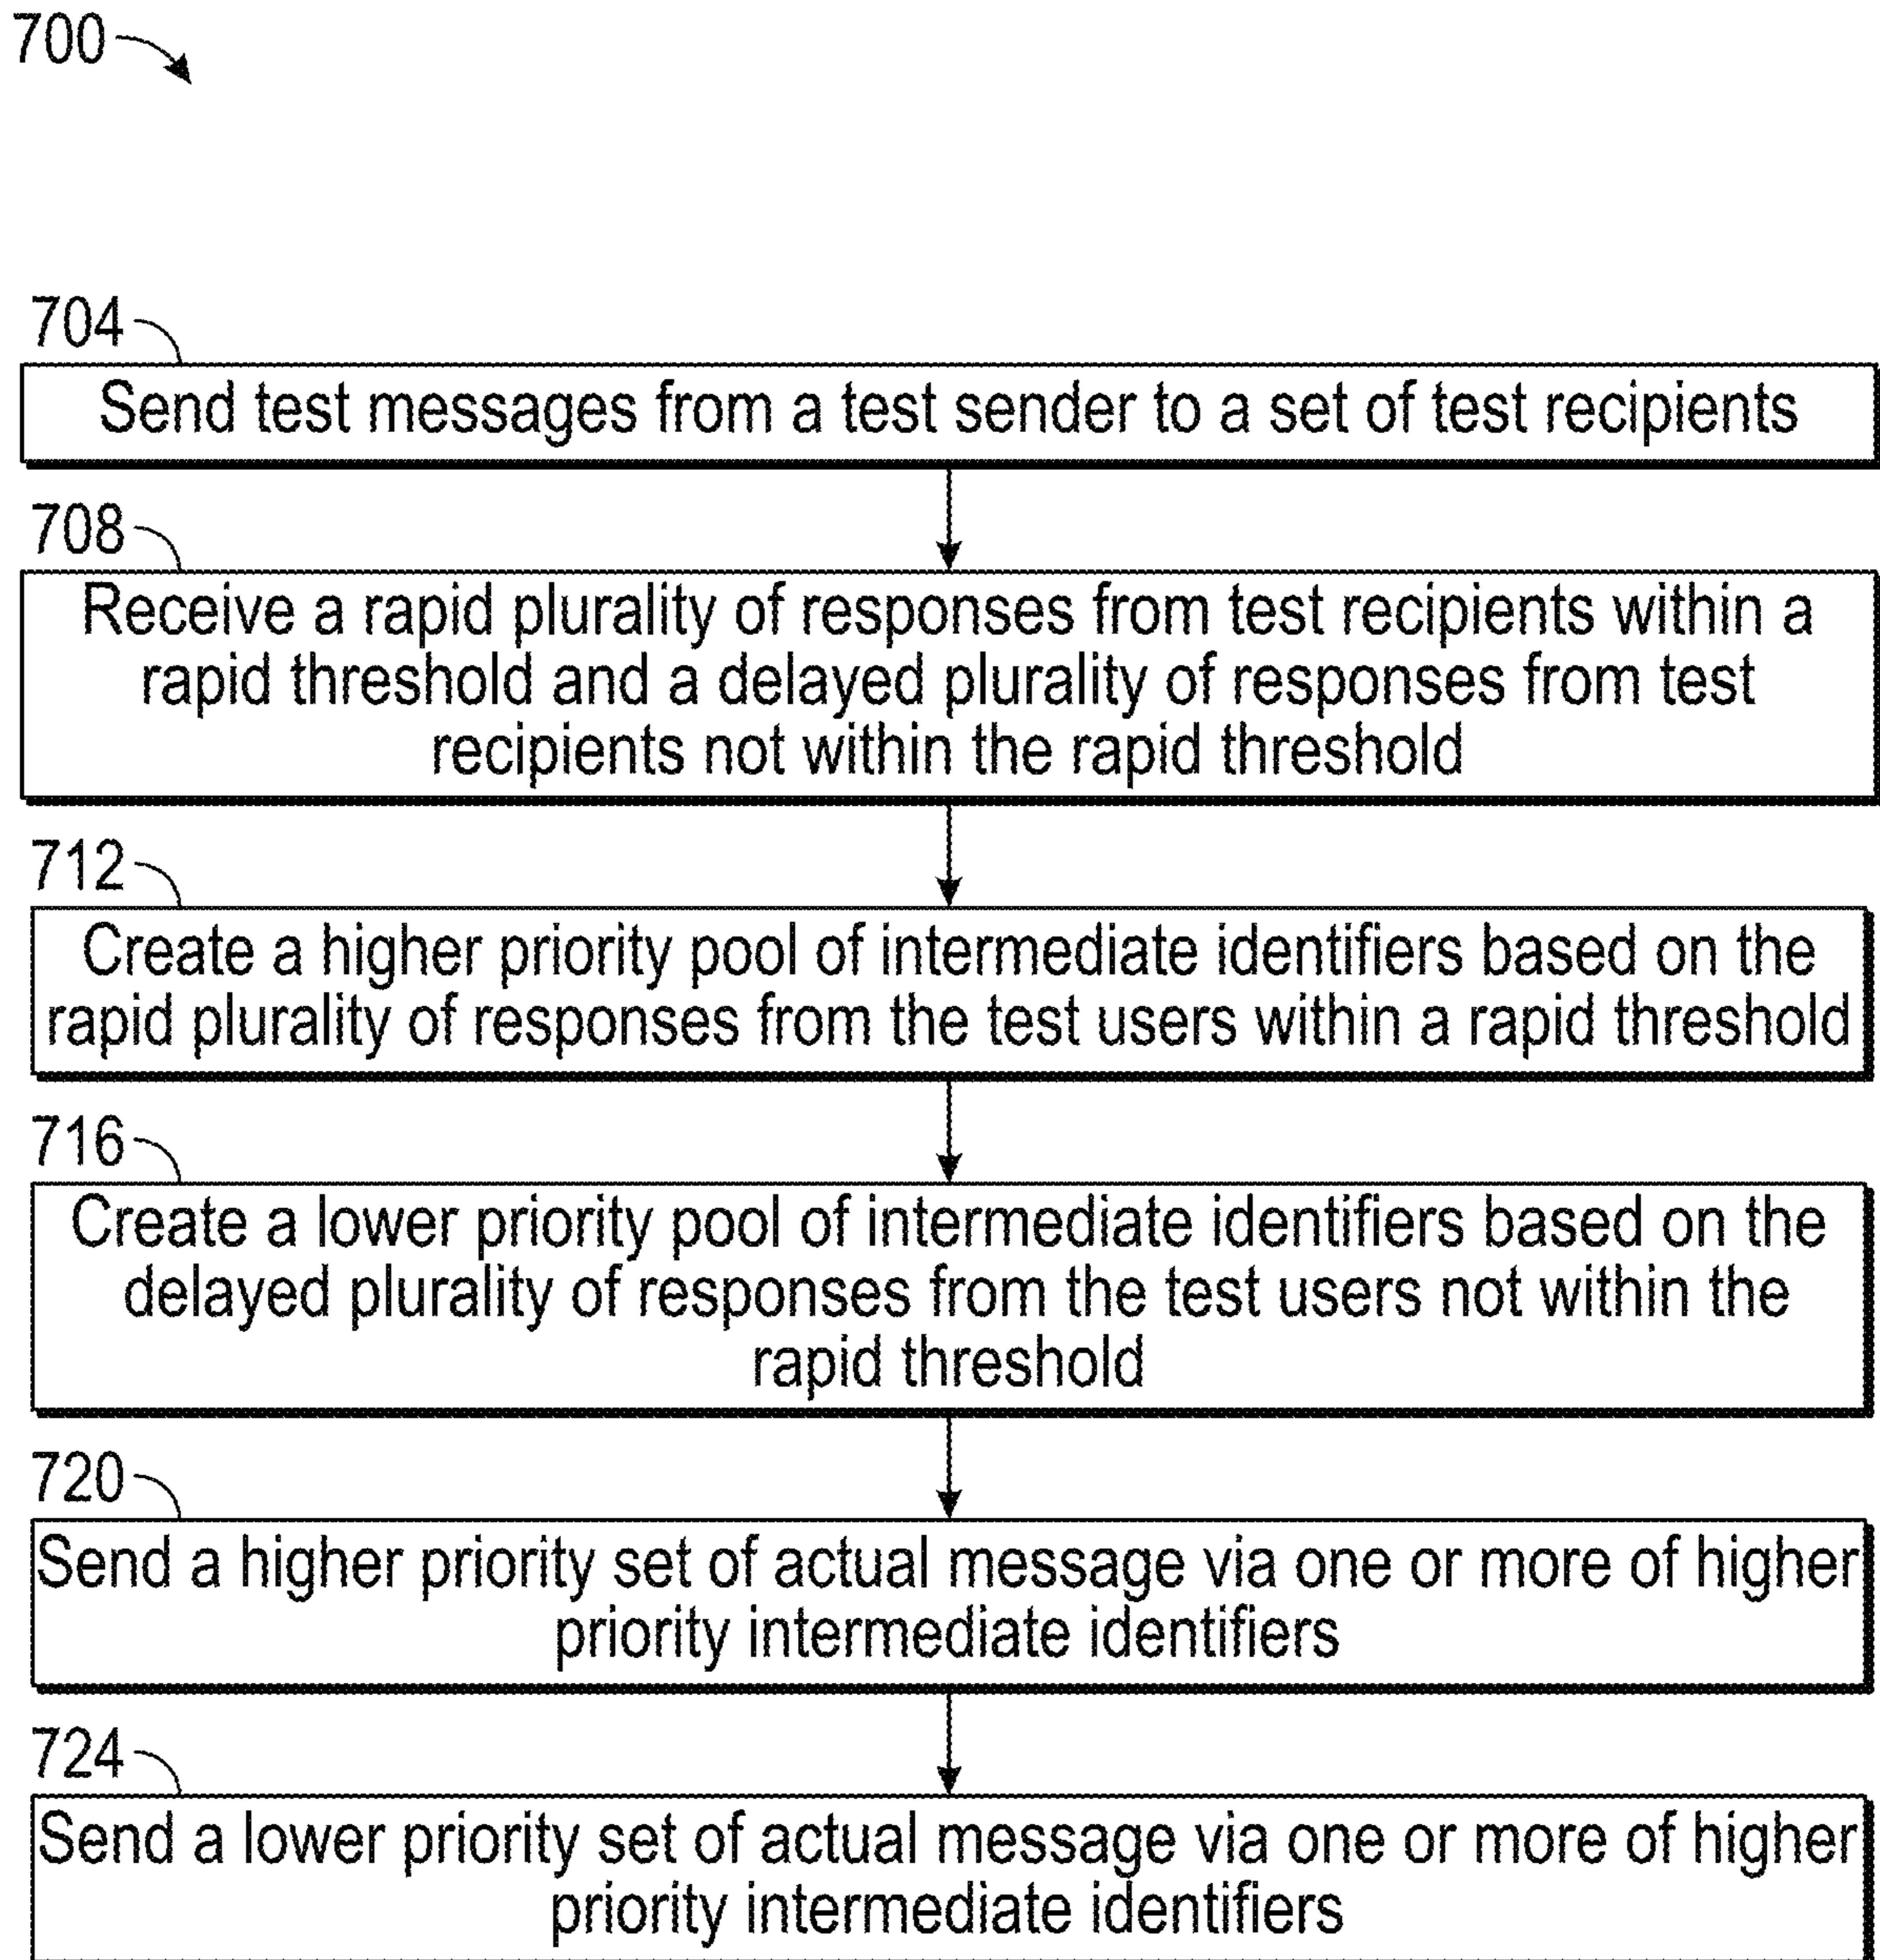 700
704
Send test messages from a test sender to a set of test recipients
708
Receive a rapid plurality of responses from test recipients within a
rapid threshold and a delayed plurality of responses from test
recipients not within the rapid threshold
712
Create a higher priority pool of intermediate identifiers based on the
rapid plurality of responses from the test users within a rapid threshold
716
Create a lower priority pool of intermediate identifiers based on the
delayed plurality of responses from the test users not within the
rapid threshold
720
Send a higher priority set of actual message via one or more of higher
priority intermediate identifiers
724
Send a lower priority set of actual message via one or more of higher
priority intermediate identifiers